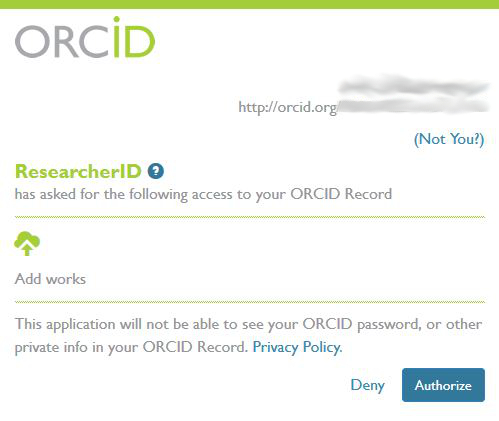 ORCiD
http://orcid.org/
(Not You?)
ResearcherID ?
has asked for the following access to your ORCID Record
Add works
This application will not be able to see your ORCID password, or other
private info in your ORCID Record. Privacy Policy.
Deny Authorize